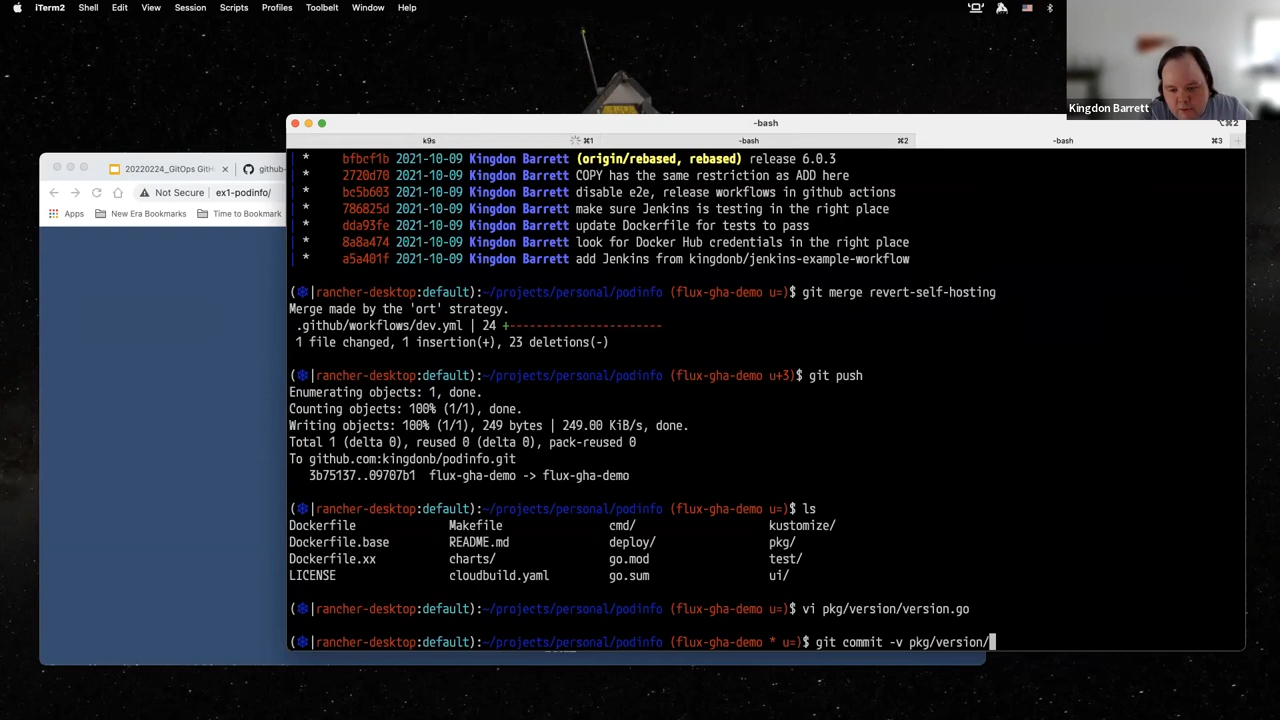 iTerm2 Shell Edit View Session Scripts Profiles Toolbelt Window Help
Kingdon Barrett
-bash
⌥⌘2
k9s ⌘1 -bash ⌘2 -bash ⌘3
20220224_GitOps GitH
github-
Not Secure ex1-podinfo/
Apps New Era Bookmarks Time to Bookmark
* bfbcf1b 2021-10-09 Kingdon Barrett (origin/rebased, rebased) release 6.0.3
* 2720d70 2021-10-09 Kingdon Barrett COPY has the same restriction as ADD here
* bc5b603 2021-10-09 Kingdon Barrett disable e2e, release workflows in github actions
* 786825d 2021-10-09 Kingdon Barrett make sure Jenkins is testing in the right place
* dda93fe 2021-10-09 Kingdon Barrett update Dockerfile for tests to pass
* 8a8a474 2021-10-09 Kingdon Barrett look for Docker Hub credentials in the right place
* a5a401f 2021-10-09 Kingdon Barrett add Jenkins from kingdonb/jenkins-example-workflow
(⎈|rancher-desktop:default):~/projects/personal/podinfo (flux-gha-demo u=)$ git merge revert-self-hosting
Merge made by the 'ort' strategy.
.github/workflows/dev.yml | 24 +-----------------------
1 file changed, 1 insertion(+), 23 deletions(-)
(⎈|rancher-desktop:default):~/projects/personal/podinfo (flux-gha-demo u+3)$ git push
Enumerating objects: 1, done.
Counting objects: 100% (1/1), done.
Writing objects: 100% (1/1), 249 bytes | 249.00 KiB/s, done.
Total 1 (delta 0), reused 0 (delta 0), pack-reused 0
To github.com:kingdonb/podinfo.git
3b75137..09707b1 flux-gha-demo -> flux-gha-demo
(⎈|rancher-desktop:default):~/projects/personal/podinfo (flux-gha-demo u=)$ ls
Dockerfile Makefile cmd/ kustomize/
Dockerfile.base README.md deploy/ pkg/
Dockerfile.xx charts/ go.mod test/
LICENSE cloudbuild.yaml go.sum ui/
(⎈|rancher-desktop:default):~/projects/personal/podinfo (flux-gha-demo u=)$ vi pkg/version/version.go
(⎈|rancher-desktop:default):~/projects/personal/podinfo (flux-gha-demo * u=)$ git commit -v pkg/version/